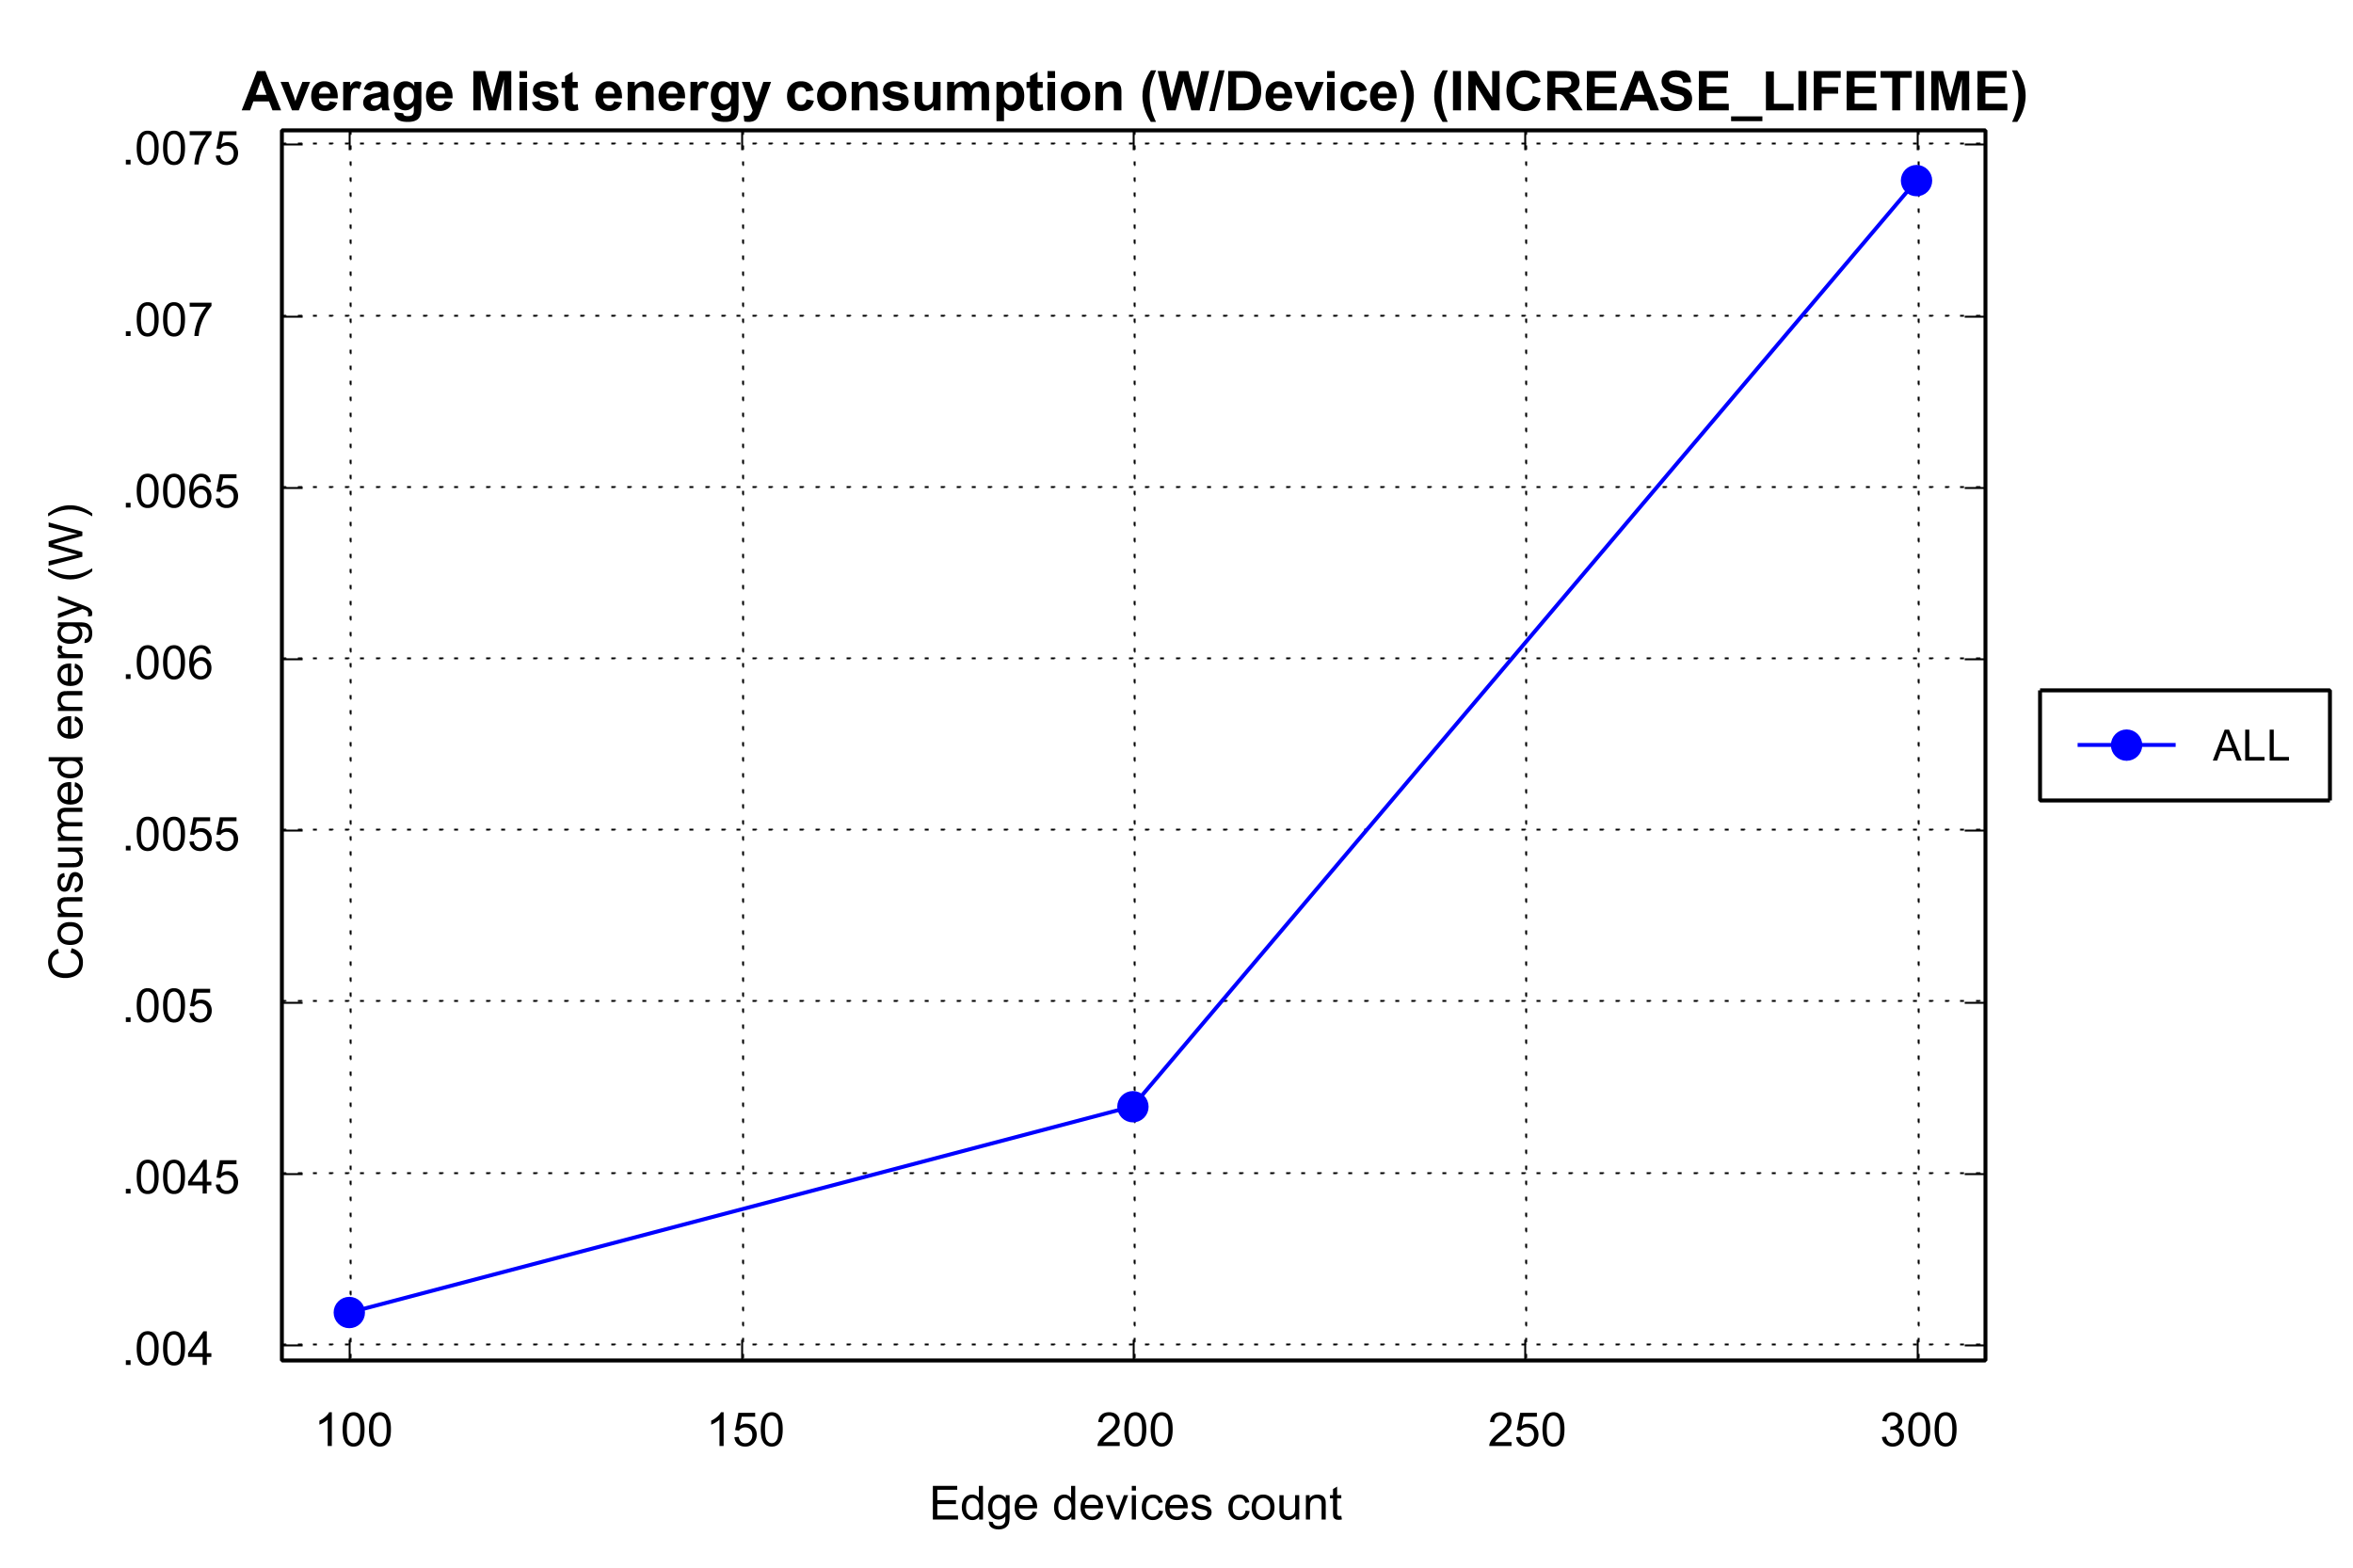 Average Mist energy consumption (W/Device) (INCREASE_LIFETIME)
.0075
.007
.0065
.006
.0055
.005
.0045
.004
Consumed energy (W)
ALL
100 150 200 250 300
Edge devices count